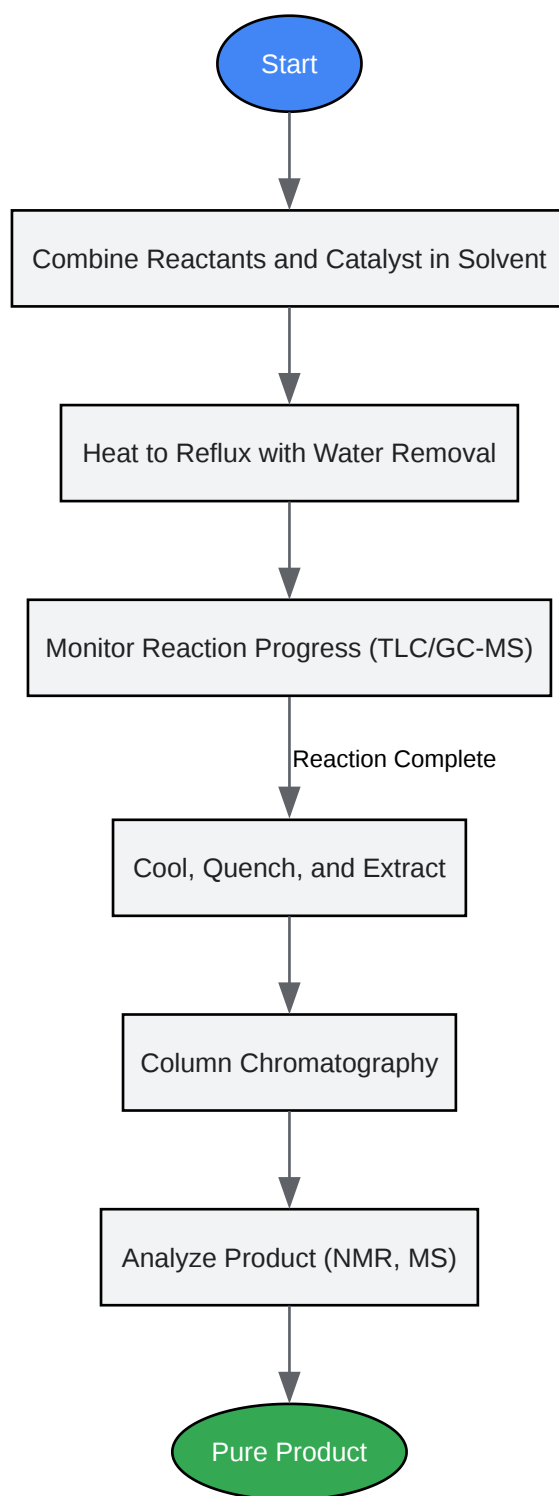 Start
Combine Reactants and Catalyst in Solvent
Heat to Reflux with Water Removal
Monitor Reaction Progress (TLC/GC-MS)
Reaction Complete
Cool, Quench, and Extract
Column Chromatography
Analyze Product (NMR, MS)
Pure Product